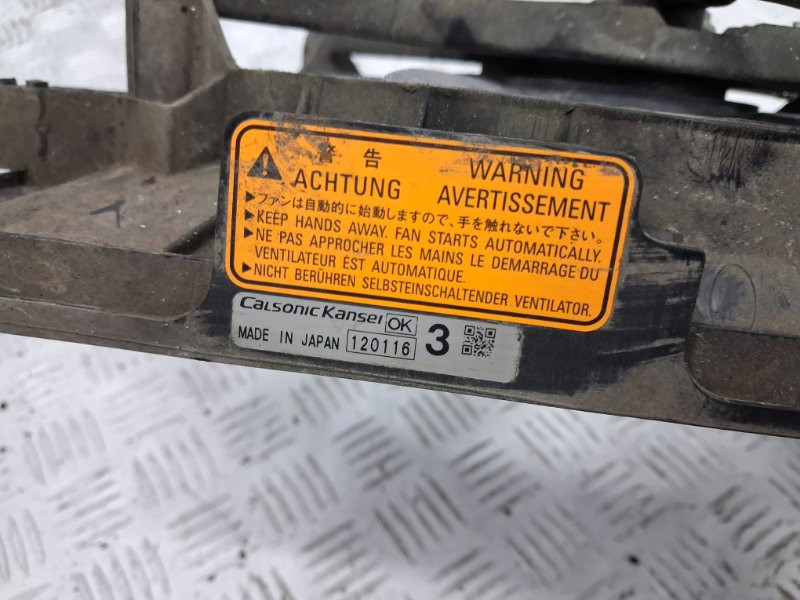 警告 WARNING
ACHTUNG AVERTISSEMENT
▶ファンは自動的に始動しますので、手を触れないで下さい。
▶KEEP HANDS AWAY. FAN STARTS AUTOMATICALLY.
▶NE PAS APPROCHER LES MAINS LE DEMARRAGE DU
VENTILATEUR EST AUTOMATIQUE.
▶NICHT BERÜHREN SELBSTEINSCHALTENDER VENTILATOR.
CalsonicKansei OK
MADE IN JAPAN 120116 3